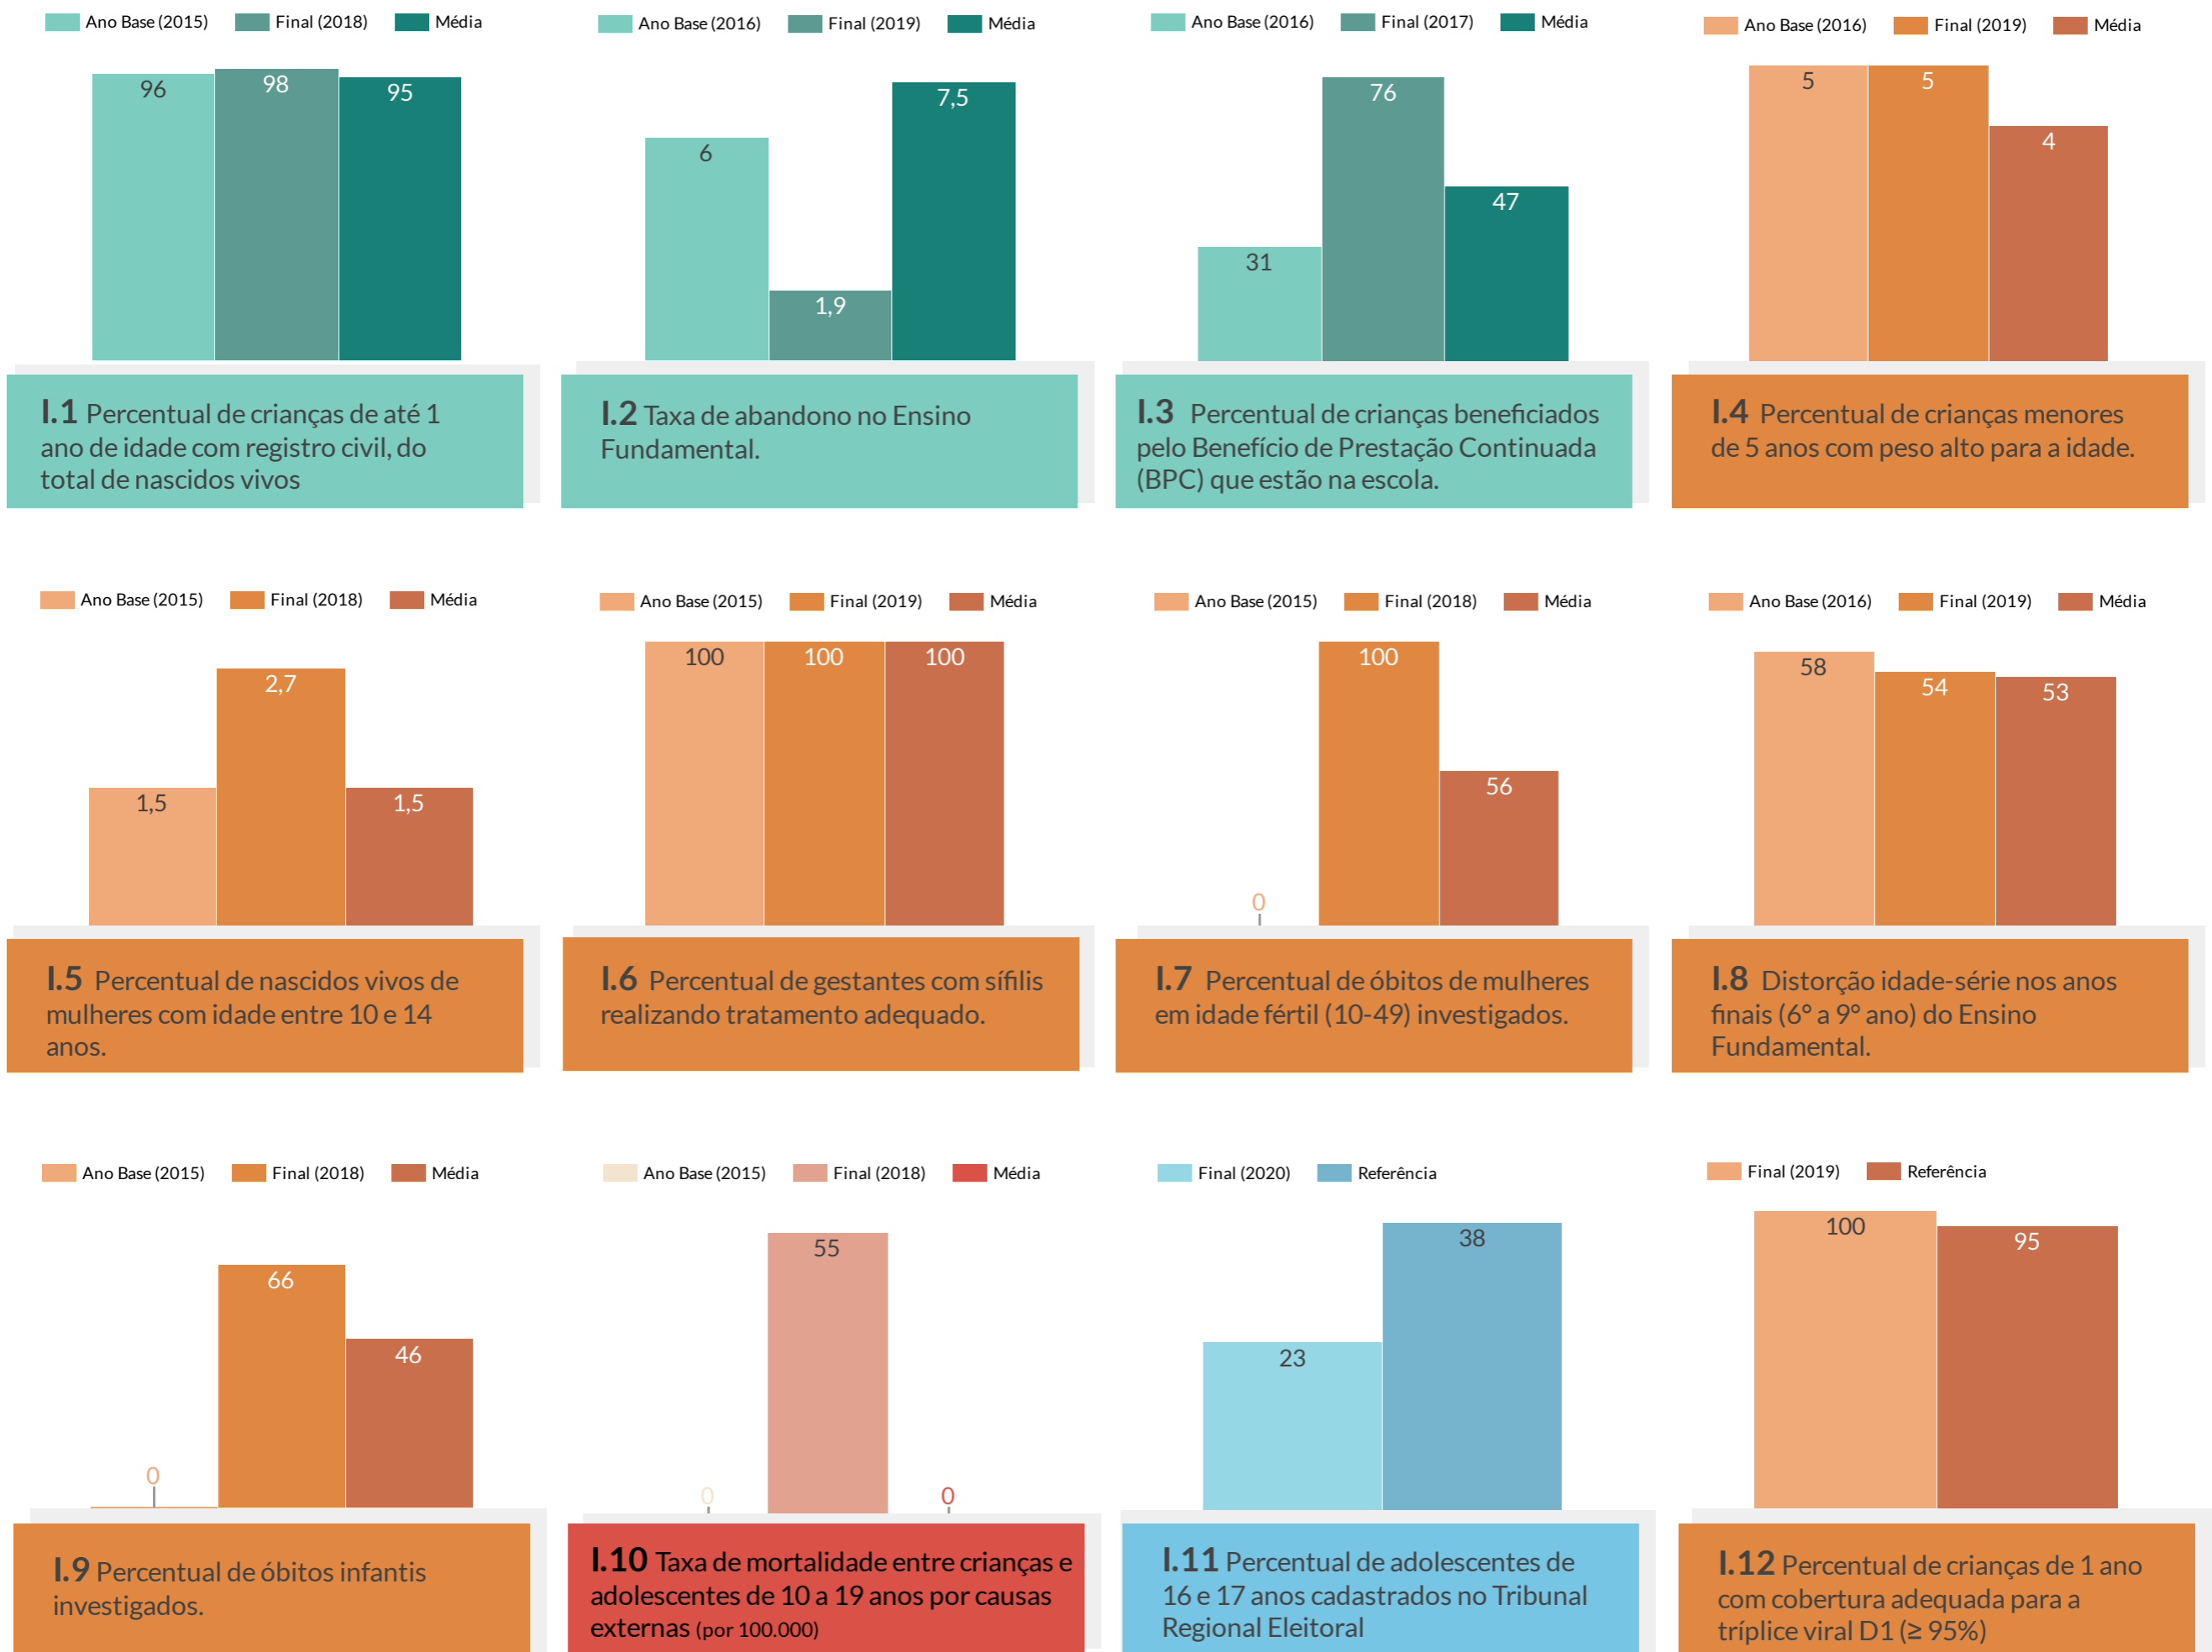 Ano Base (2015) Final (2018) Média
96 98 95
I.1 Percentual de crianças de até 1
ano de idade com registro civil, do
total de nascidos vivos
Ano Base (2016) Final (2019) Média
6 1,9 7,5
I.2 Taxa de abandono no Ensino
Fundamental.
Ano Base (2016) Final (2017) Média
31 76 47
I.3 Percentual de crianças beneficiados
pelo Benefício de Prestação Continuada
(BPC) que estão na escola.
Ano Base (2016) Final (2019) Média
5 5 4
I.4 Percentual de crianças menores
de 5 anos com peso alto para a idade.
Ano Base (2015) Final (2018) Média
1,5 2,7 1,5
I.5 Percentual de nascidos vivos de
mulheres com idade entre 10 e 14
anos.
Ano Base (2015) Final (2019) Média
100 100 100
I.6 Percentual de gestantes com sífilis
realizando tratamento adequado.
Ano Base (2015) Final (2018) Média
0 100 56
I.7 Percentual de óbitos de mulheres
em idade fértil (10-49) investigados.
Ano Base (2016) Final (2019) Média
58 54 53
I.8 Distorção idade-série nos anos
finais (6° a 9° ano) do Ensino
Fundamental.
Ano Base (2015) Final (2018) Média
0 66 46
I.9 Percentual de óbitos infantis
investigados.
Ano Base (2015) Final (2018) Média
0 55 0
I.10 Taxa de mortalidade entre crianças e
adolescentes de 10 a 19 anos por causas
externas (por 100.000)
Final (2020) Referência
23 38
I.11 Percentual de adolescentes de
16 e 17 anos cadastrados no Tribunal
Regional Eleitoral
Final (2019) Referência
100 95
I.12 Percentual de crianças de 1 ano
com cobertura adequada para a
tríplice viral D1 (≥ 95%)